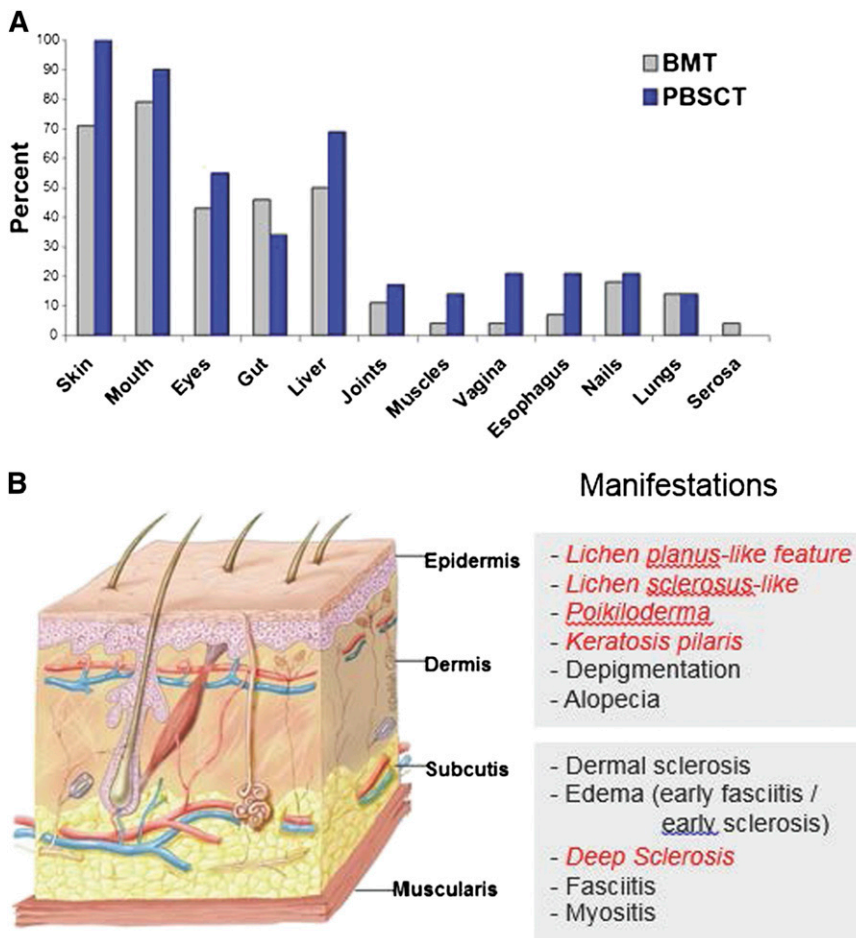 A
100
90
80
70
60
50
40
30
20
10
0
Percent
BMT
PBSCT
Skin
Mouth
Eyes
Gut
Liver
Joints
Muscles
Vagina
Esophagus
Nails
Lungs
Serosa
B
Manifestations
Epidermis
Dermis
Subcutis
Muscularis
- Lichen planus-like feature
- Lichen sclerosus-like
- Poikiloderma
- Keratosis pilaris
- Depigmentation
- Alopecia
- Dermal sclerosis
- Edema (early fasciitis /
early sclerosis)
- Deep Sclerosis
- Fasciitis
- Myositis